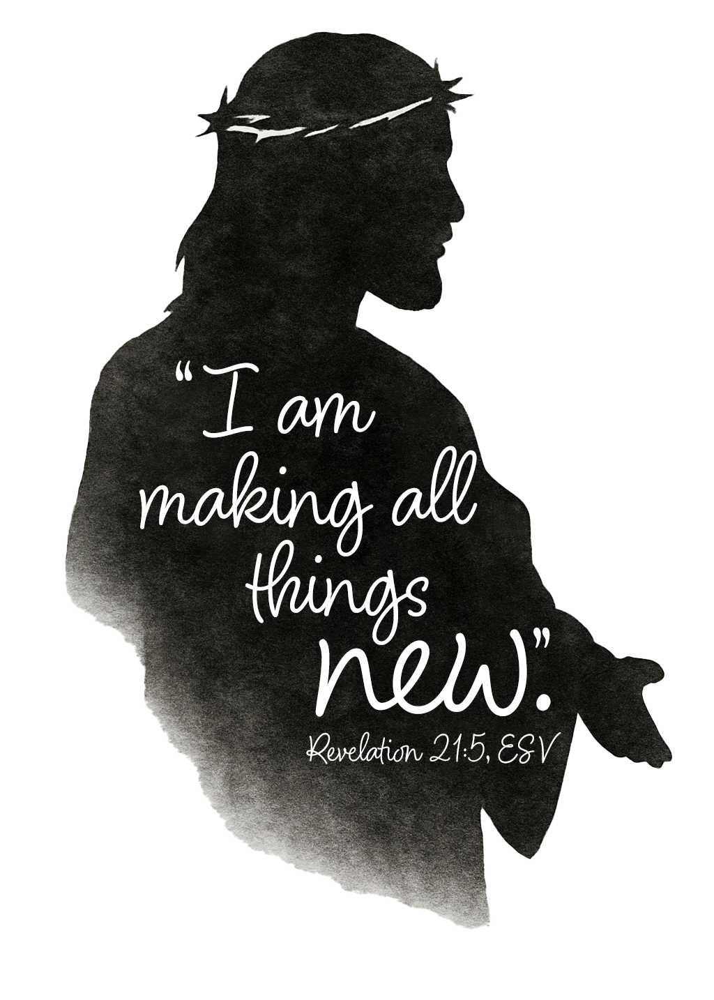 “I am
making all
things
new.”
Revelation 21:5, ESV